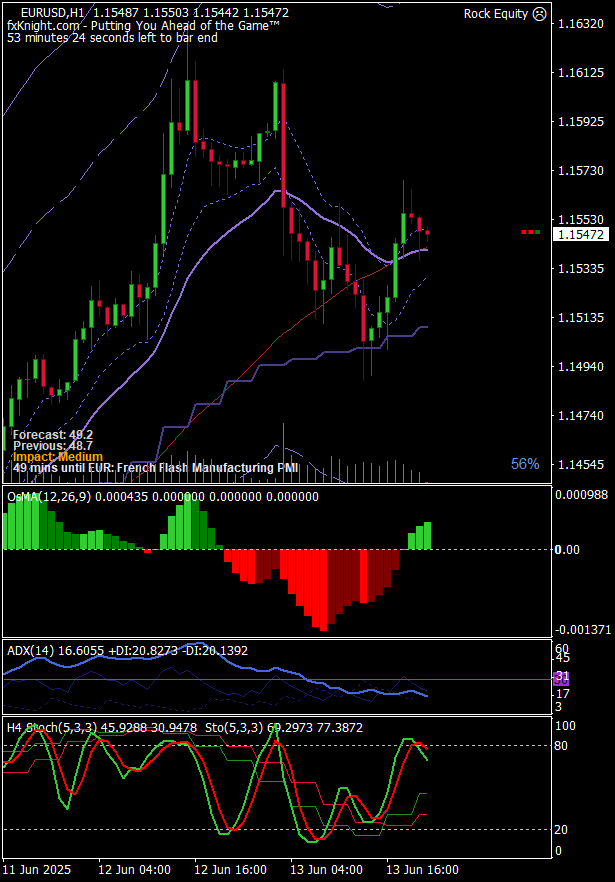 EURUSD,H1 1.15487 1.15503 1.15442 1.15472
Rock Equity
fxKnight.com - Putting You Ahead of the Game™
53 minutes 24 seconds left to bar end
1.16320
1.16125
1.15925
1.15730
1.15530
1.15472
1.15335
1.15135
1.14940
1.14740
1.14545
Forecast: 49.2
Previous: 48.7
Impact: Medium
49 mins until EUR: French Flash Manufacturing PMI
56%
OsMA(12,26,9) 0.000435 0.000000 0.000000 0.000000
0.000988
0.00
-0.001371
ADX(14) 16.6055 +DI:20.8273 -DI:20.1392
60
45
31
17
3
H4 Stoch(5,3,3) 45.9288 30.9478 Sto(5,3,3) 69.2973 77.3872
100
80
20
0
11 Jun 2025
12 Jun 04:00
12 Jun 16:00
13 Jun 04:00
13 Jun 16:00